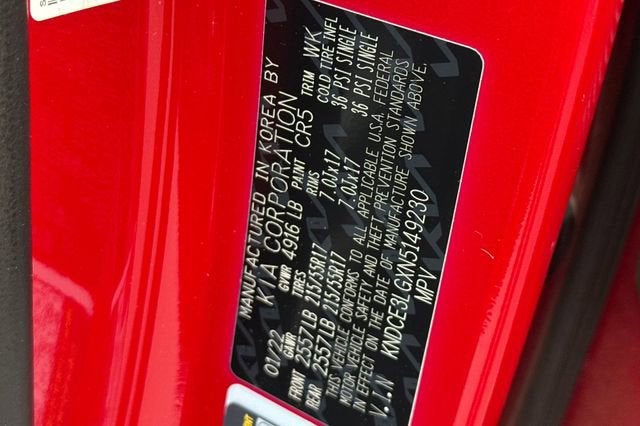 MANUFACTURED IN KOREA BY
KIA CORPORATION
01/22 GVWR 4916 LB PAINT CR5 TRIM WK
GAWR TIRES RIMS COLD TIRE INFL
FRONT 2557LB 215/55R17 7.0Jx17 36 PSI SINGLE
REAR 2557LB 215/55R17 7.0Jx17 36 PSI SINGLE
THIS VEHICLE CONFORMS TO ALL APPLICABLE U.S.A. FEDERAL
MOTOR VEHICLE SAFETY AND THEFT PREVENTION STANDARDS
IN EFFECT ON THE DATE OF MANUFACTURE SHOWN ABOVE.
V.I.N KNDCE3LGXN5149230
MPV